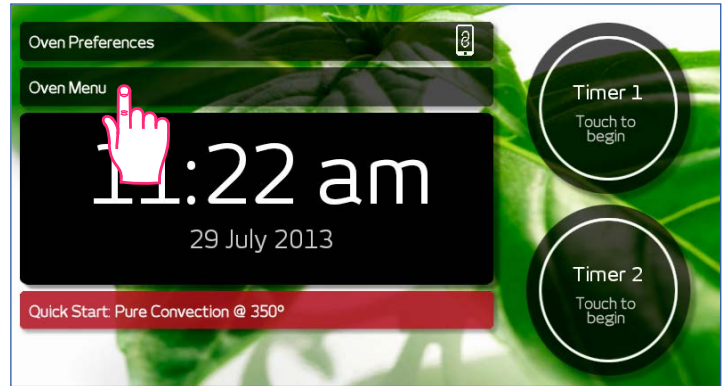 Oven Preferences
Oven Menu
11:22 am
29 July 2013
Quick Start: Pure Convection @ 350°
Timer 1
Touch to
begin
Timer 2
Touch to
begin